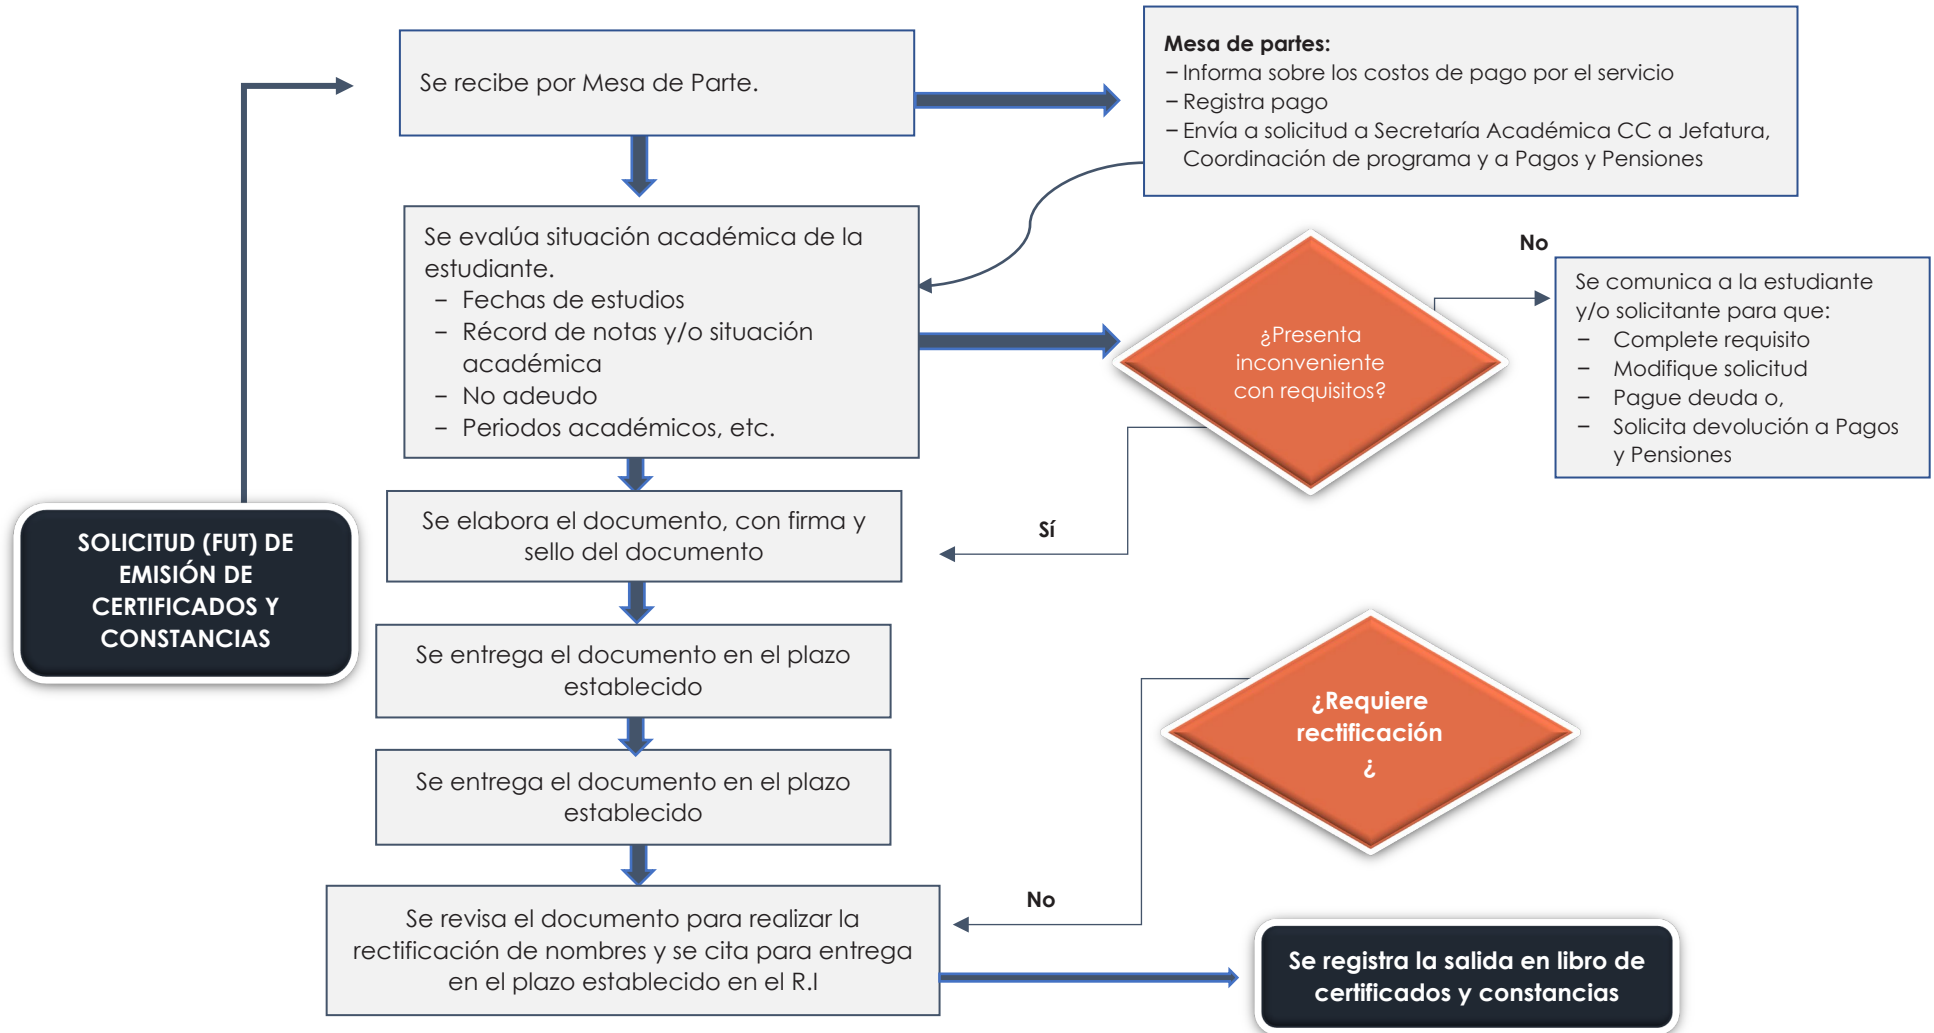 Se recibe por Mesa de Parte.
Mesa de partes:
– Informa sobre los costos de pago por el servicio
– Registra pago
– Envía a solicitud a Secretaría Académica CC a Jefatura,
Coordinación de programa y a Pagos y Pensiones
Se evalúa situación académica de la
estudiante.
– Fechas de estudios
– Récord de notas y/o situación
académica
– No adeudo
– Periodos académicos, etc.
¿Presenta
inconveniente
con requisitos?
No
Se comunica a la estudiante
y/o solicitante para que:
– Complete requisito
– Modifique solicitud
– Pague deuda o,
– Solicita devolución a Pagos
y Pensiones
Sí
SOLICITUD (FUT) DE
EMISIÓN DE
CERTIFICADOS Y
CONSTANCIAS
Se elabora el documento, con firma y
sello del documento
Se entrega el documento en el plazo
establecido
Se entrega el documento en el plazo
establecido
¿Requiere
rectificación
¿
No
Se revisa el documento para realizar la
rectificación de nombres y se cita para entrega
en el plazo establecido en el R.I
Se registra la salida en libro de
certificados y constancias